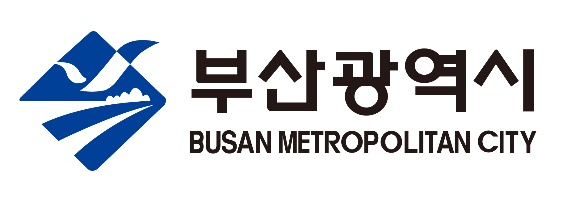 부산광역시
BUSAN METROPOLITAN CITY